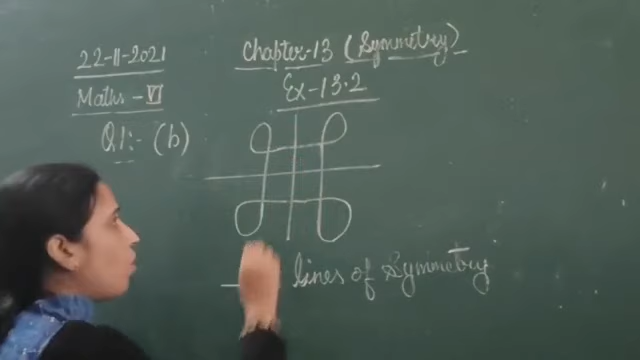 22-11-2021
Chapter-13 (Symmetry)
Maths - VI
Ex-13.2
Q1:- (b)
lines of Symmetry